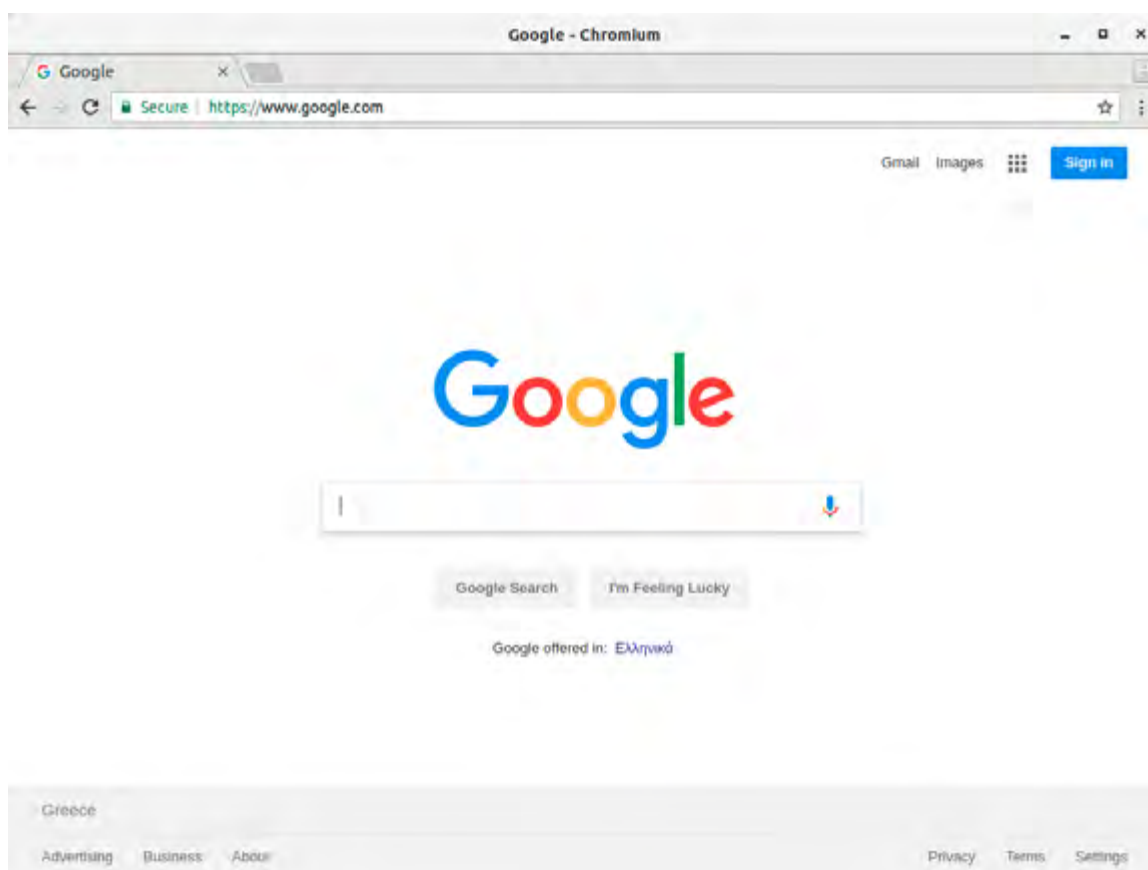 Google - Chromium
Google
Secure https://www.google.com
Gmail Images Sign in
Google
Google Search I'm Feeling Lucky
Google offered in: Ελληνικά
Greece
Advertising Business About Privacy Terms Settings